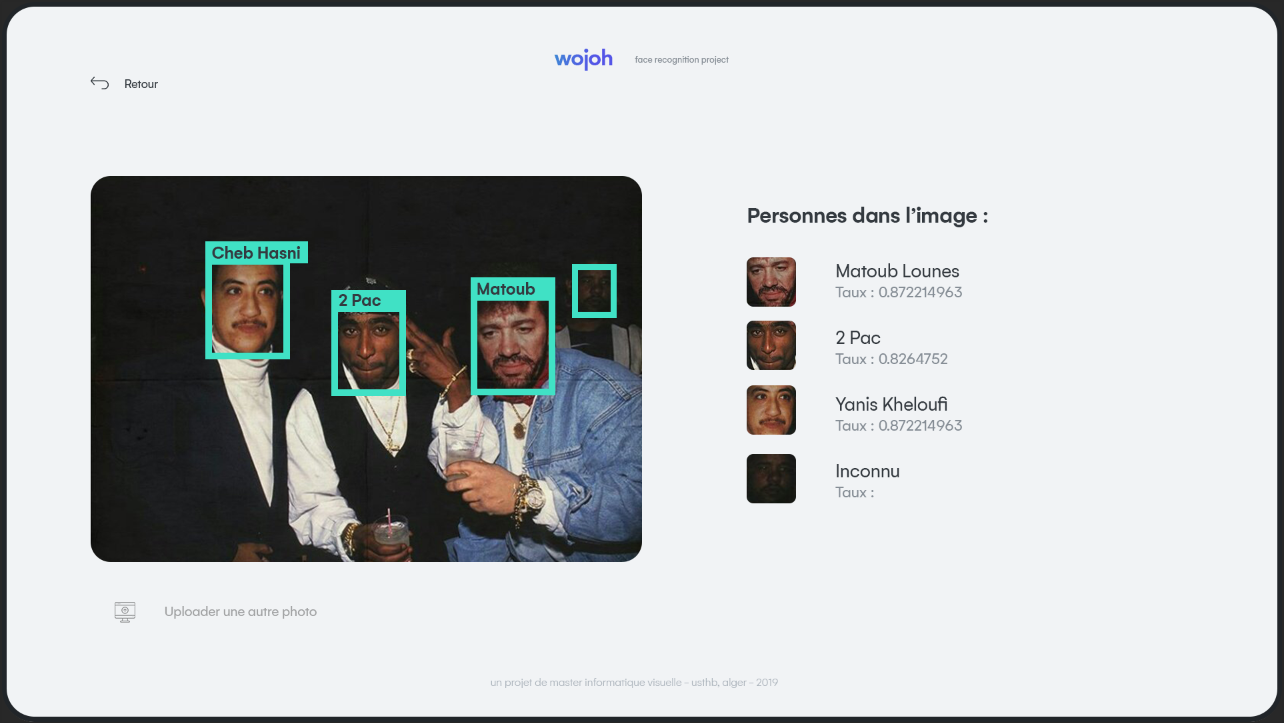 wojoh face recognition project
Retour
Cheb Hasni
2 Pac
Matoub
Personnes dans l'image :
Matoub Lounes
Taux : 0.872214963
2 Pac
Taux : 0.8264752
Yanis Kheloufi
Taux : 0.872214963
Inconnu
Taux :
Uploader une autre photo
un projet de master informatique visuelle - usthb, alger - 2019